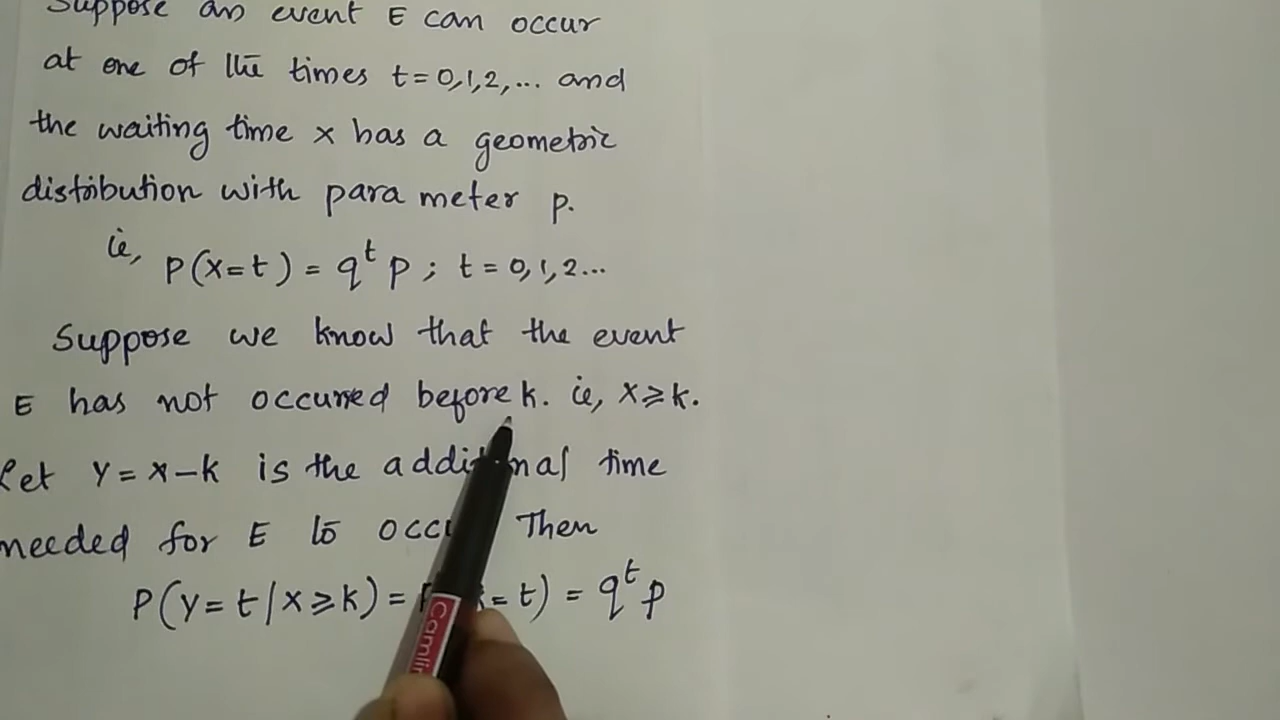 Suppose an event E can occur
at one of the times t=0,1,2,... and
the waiting time x has a geometric
distribution with parameter p.
ie, P(x=t) = q^t p ; t = 0,1,2...
Suppose we know that the event
E has not occurred before k. ie, x⩾k.
Let Y=x-k is the additional time
needed for E to occur Then
P(Y=t/x⩾k) = =t) = q^t p
Camlin